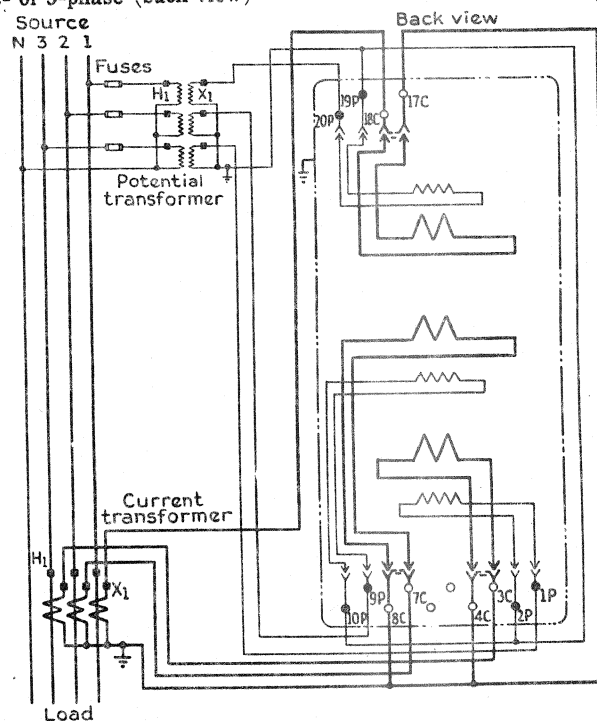 - or 3-phase (back view)
Source
N 3 2 1
Back view
Fuses
H1 X1
Potential
transformer
20P 19P 18C 17C
Current
transformer
H1
X1
10P 9P 8C 7C 4C 3C 2P 1P
Load